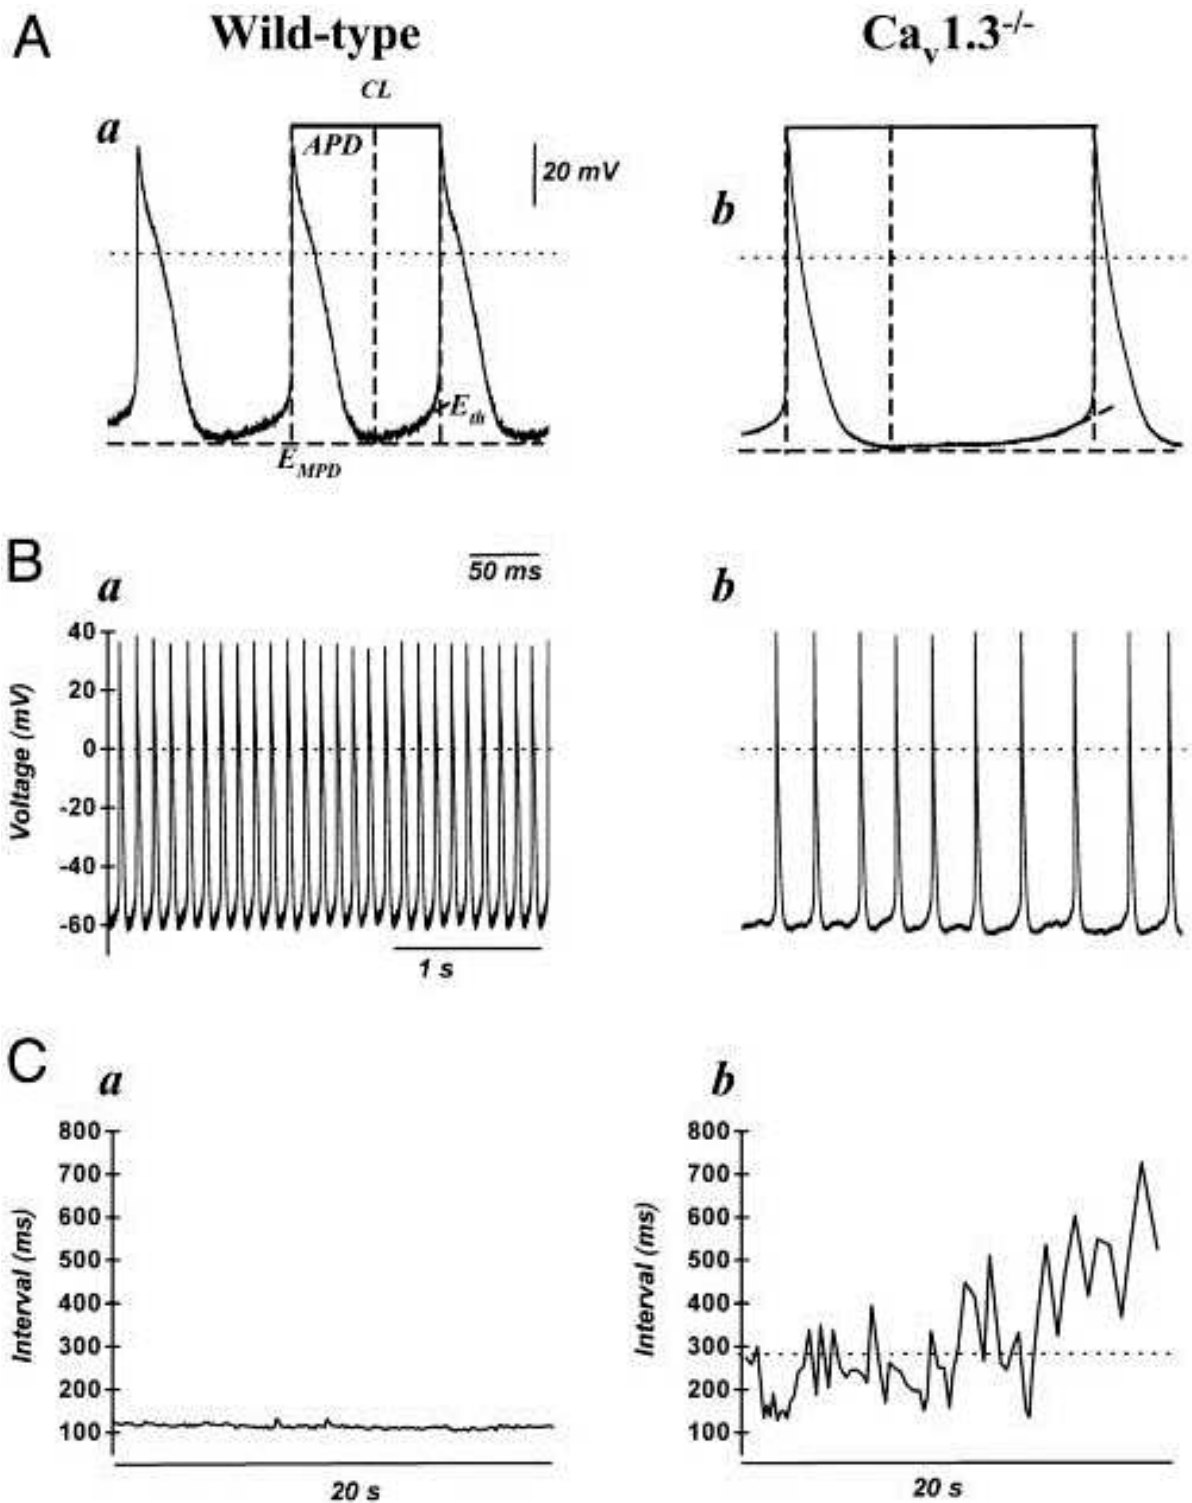 A
Wild-type
Cav1.3-/-
CL
a
APD
20 mV
b
Eth
EMPD
B
50 ms
a
b
Voltage (mV)
40
20
0
-20
-40
-60
1 s
C
a
b
Interval (ms)
800
700
600
500
400
300
200
100
20 s
Interval (ms)
800
700
600
500
400
300
200
100
20 s